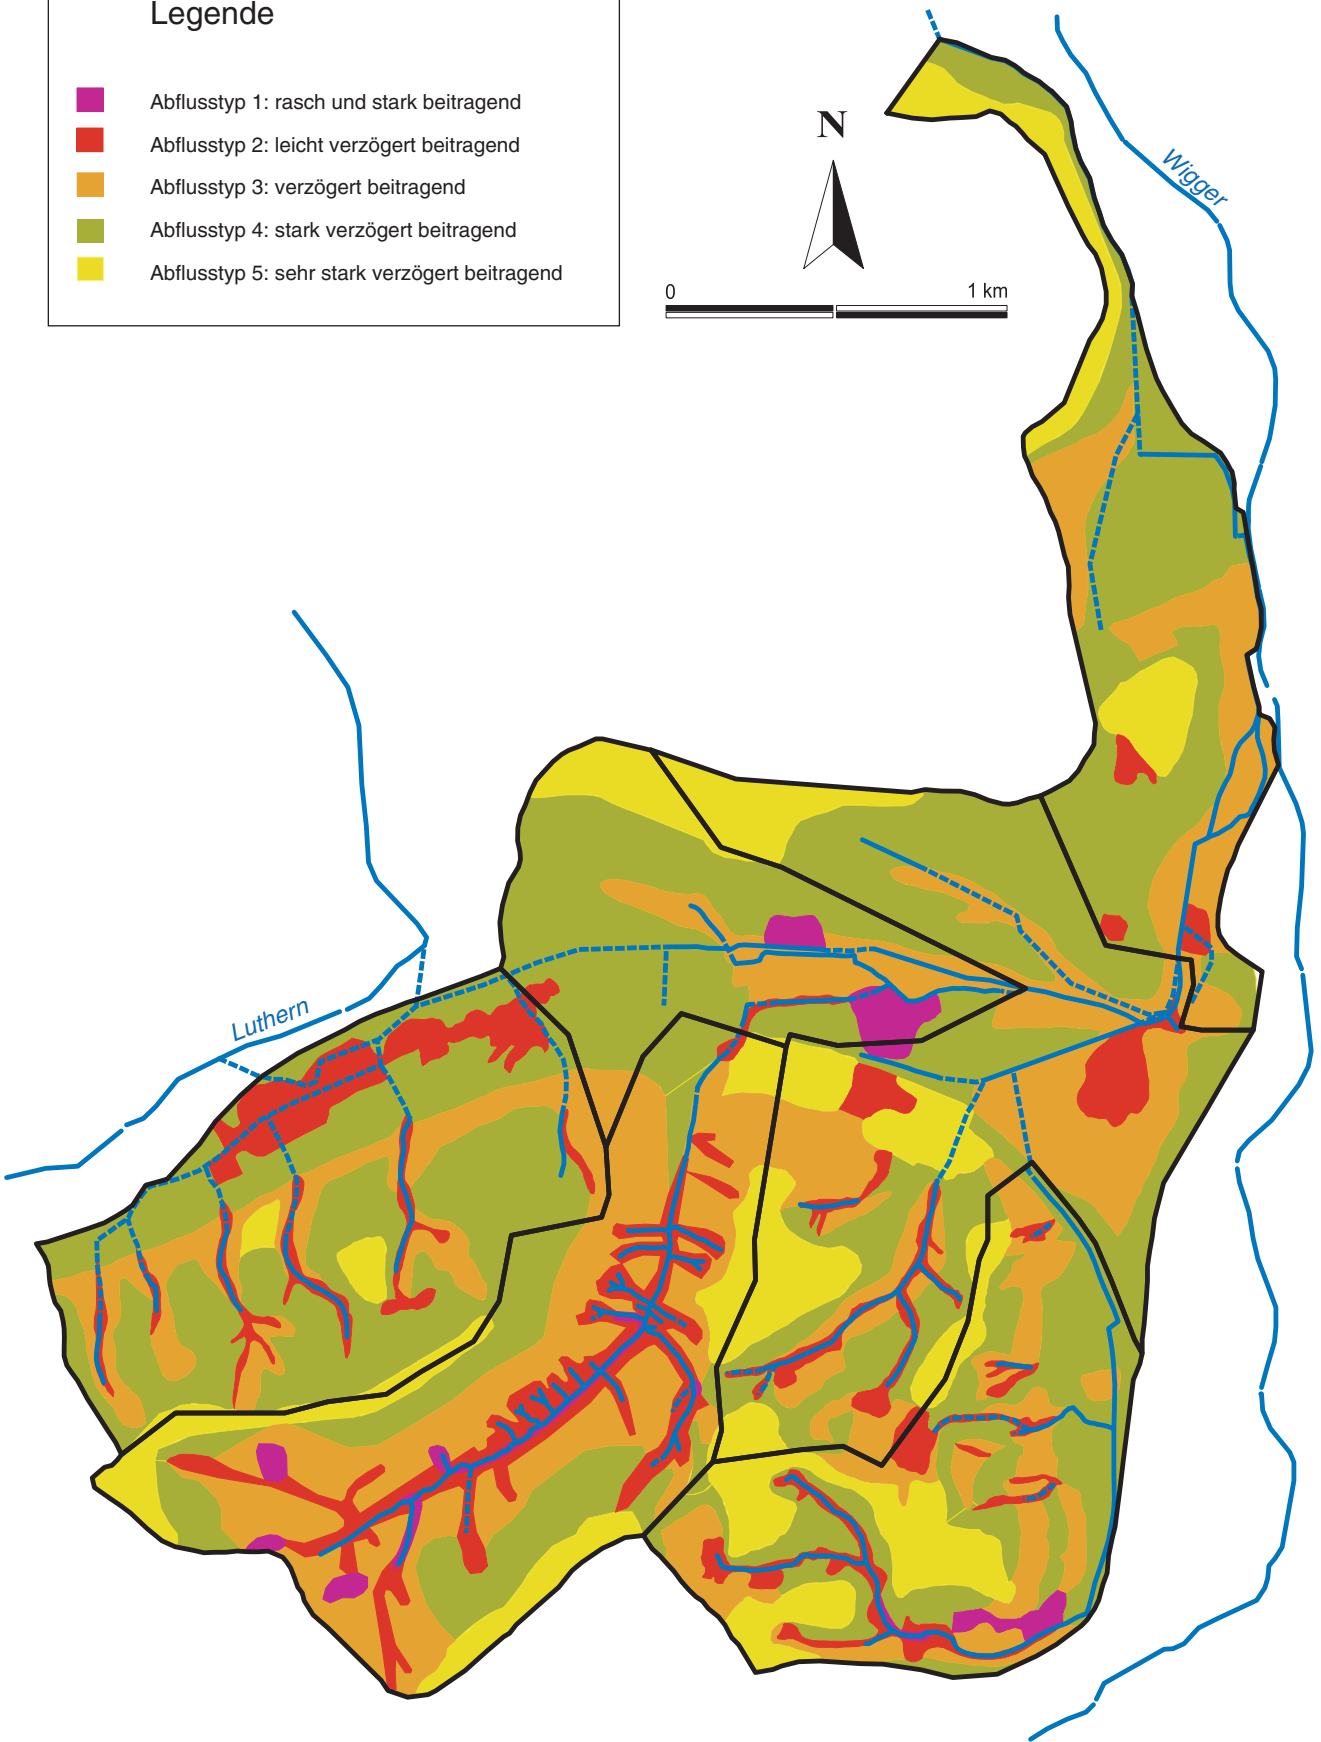 Legende
Abflusstyp 1: rasch und stark beitragend
Abflusstyp 2: leicht verzögert beitragend
Abflusstyp 3: verzögert beitragend
Abflusstyp 4: stark verzögert beitragend
Abflusstyp 5: sehr stark verzögert beitragend
N
0 1 km
Wigger
Luthern